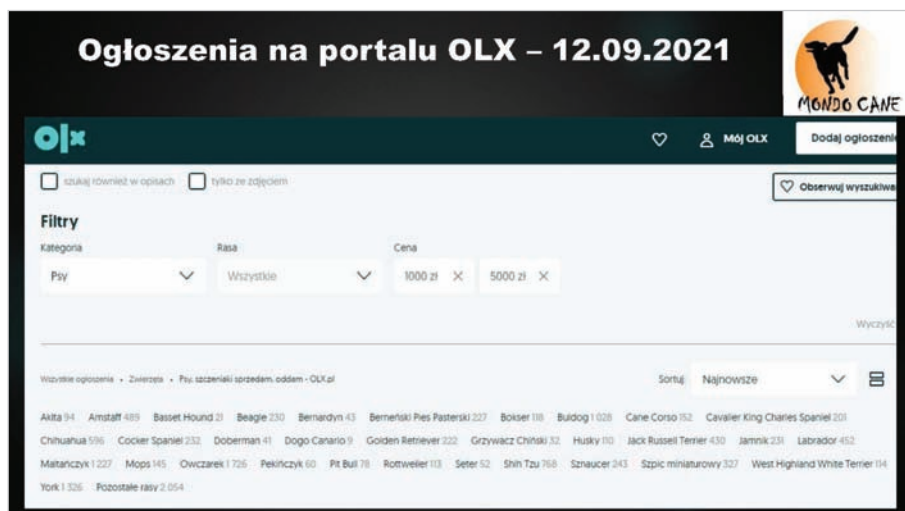 Ogłoszenia na portalu OLX – 12.09.2021
MONDO CANE
olx
Mój OLX
Dodaj ogłoszenie
szukaj również w opisach
tylko ze zdjęciem
Obserwuj wyszukiwa
Filtry
Kategoria Rasa Cena
Psy Wszystkie 1000 zł 5000 zł
Wyczyść
Wszystkie ogłoszenia • Zwierzęta • Psy, szczeniaki sprzedam, oddam - OLX.pl
Sortuj Najnowsze
Akita 94 Amstaff 489 Basset Hound 21 Beagle 230 Bernardyn 43 Berneński Pies Pasterski 227 Bokser 118 Buldog 1 028 Cane Corso 152 Cavalier King Charles Spaniel 201
Chihuahua 596 Cocker Spaniel 232 Doberman 41 Dogo Canario 9 Golden Retriever 222 Grzywacz Chiński 32 Husky 110 Jack Russell Terrier 430 Jamnik 231 Labrador 452
Maltańczyk 1 227 Mops 145 Owczarek 1 726 Pekińczyk 60 Pit Bull 78 Rottweiler 113 Seter 52 Shih Tzu 768 Sznaucer 243 Szpic miniaturowy 327 West Highland White Terrier 114
York 1 326 Pozostałe rasy 2 054